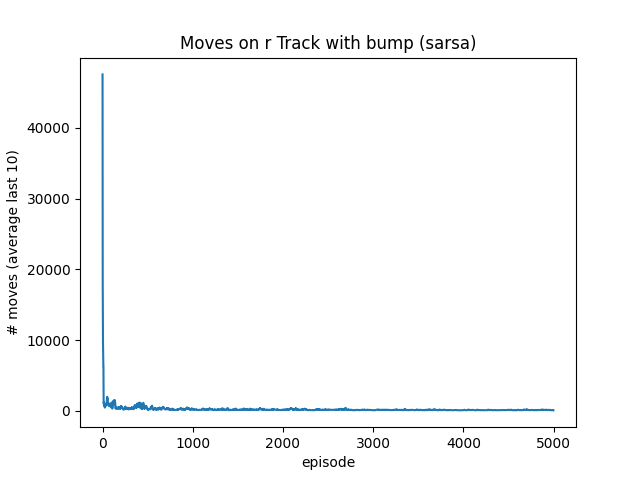 Moves on r Track with bump (sarsa)
# moves (average last 10)
40000
30000
20000
10000
0
0 1000 2000 3000 4000 5000
episode